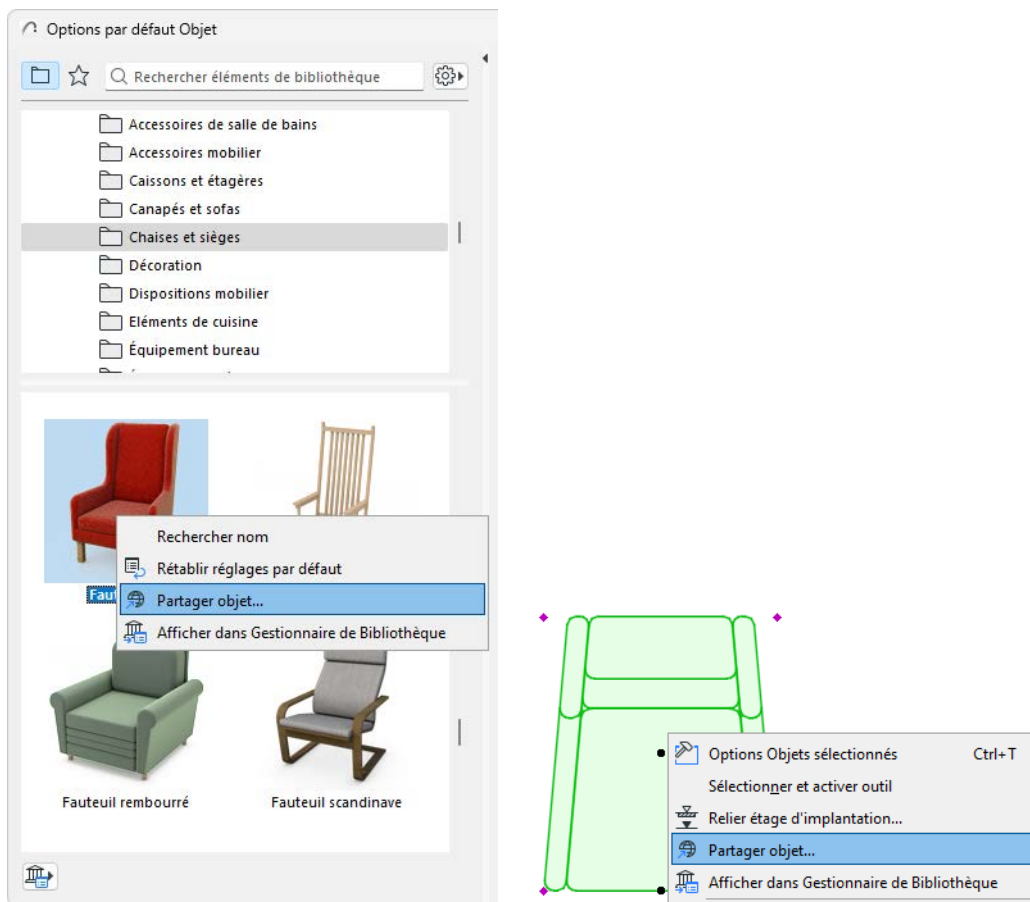 Options par défaut Objet
Rechercher éléments de bibliothèque
Accessoires de salle de bains
Accessoires mobilier
Caissons et étagères
Canapés et sofas
Chaises et sièges
Décoration
Dispositions mobilier
Eléments de cuisine
Équipement bureau
Rechercher nom
Rétablir réglages par défaut
Fau
Partager objet...
Afficher dans Gestionnaire de Bibliothèque
Fauteuil rembourré
Fauteuil scandinave
Options Objets sélectionnés Ctrl+T
Sélectionner et activer outil
Relier étage d'implantation...
Partager objet...
Afficher dans Gestionnaire de Bibliothèque